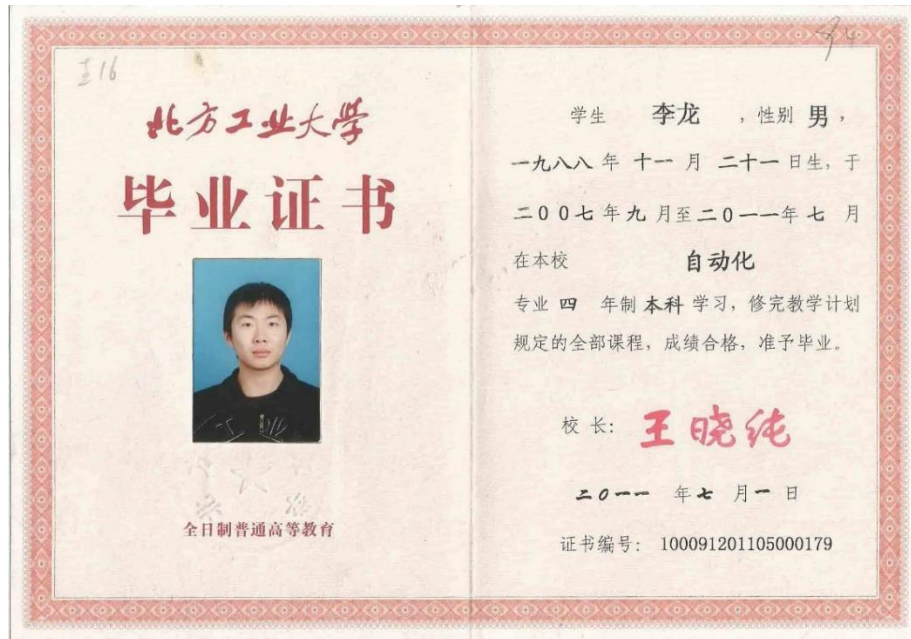 北方工业大学
毕业证书
全日制普通高等教育
学生 李龙 ，性别 男，
一九八八 年 十一 月 二十一 日生，于
二00七 年 九 月至 二0一一 年 七 月
在本校 自动化
专业 四 年制 本科 学习，修完教学计划
规定的全部课程，成绩合格，准予毕业。
校 长： 王晓纯
二0一一 年 七 月 一 日
证书编号： 100091201105000179